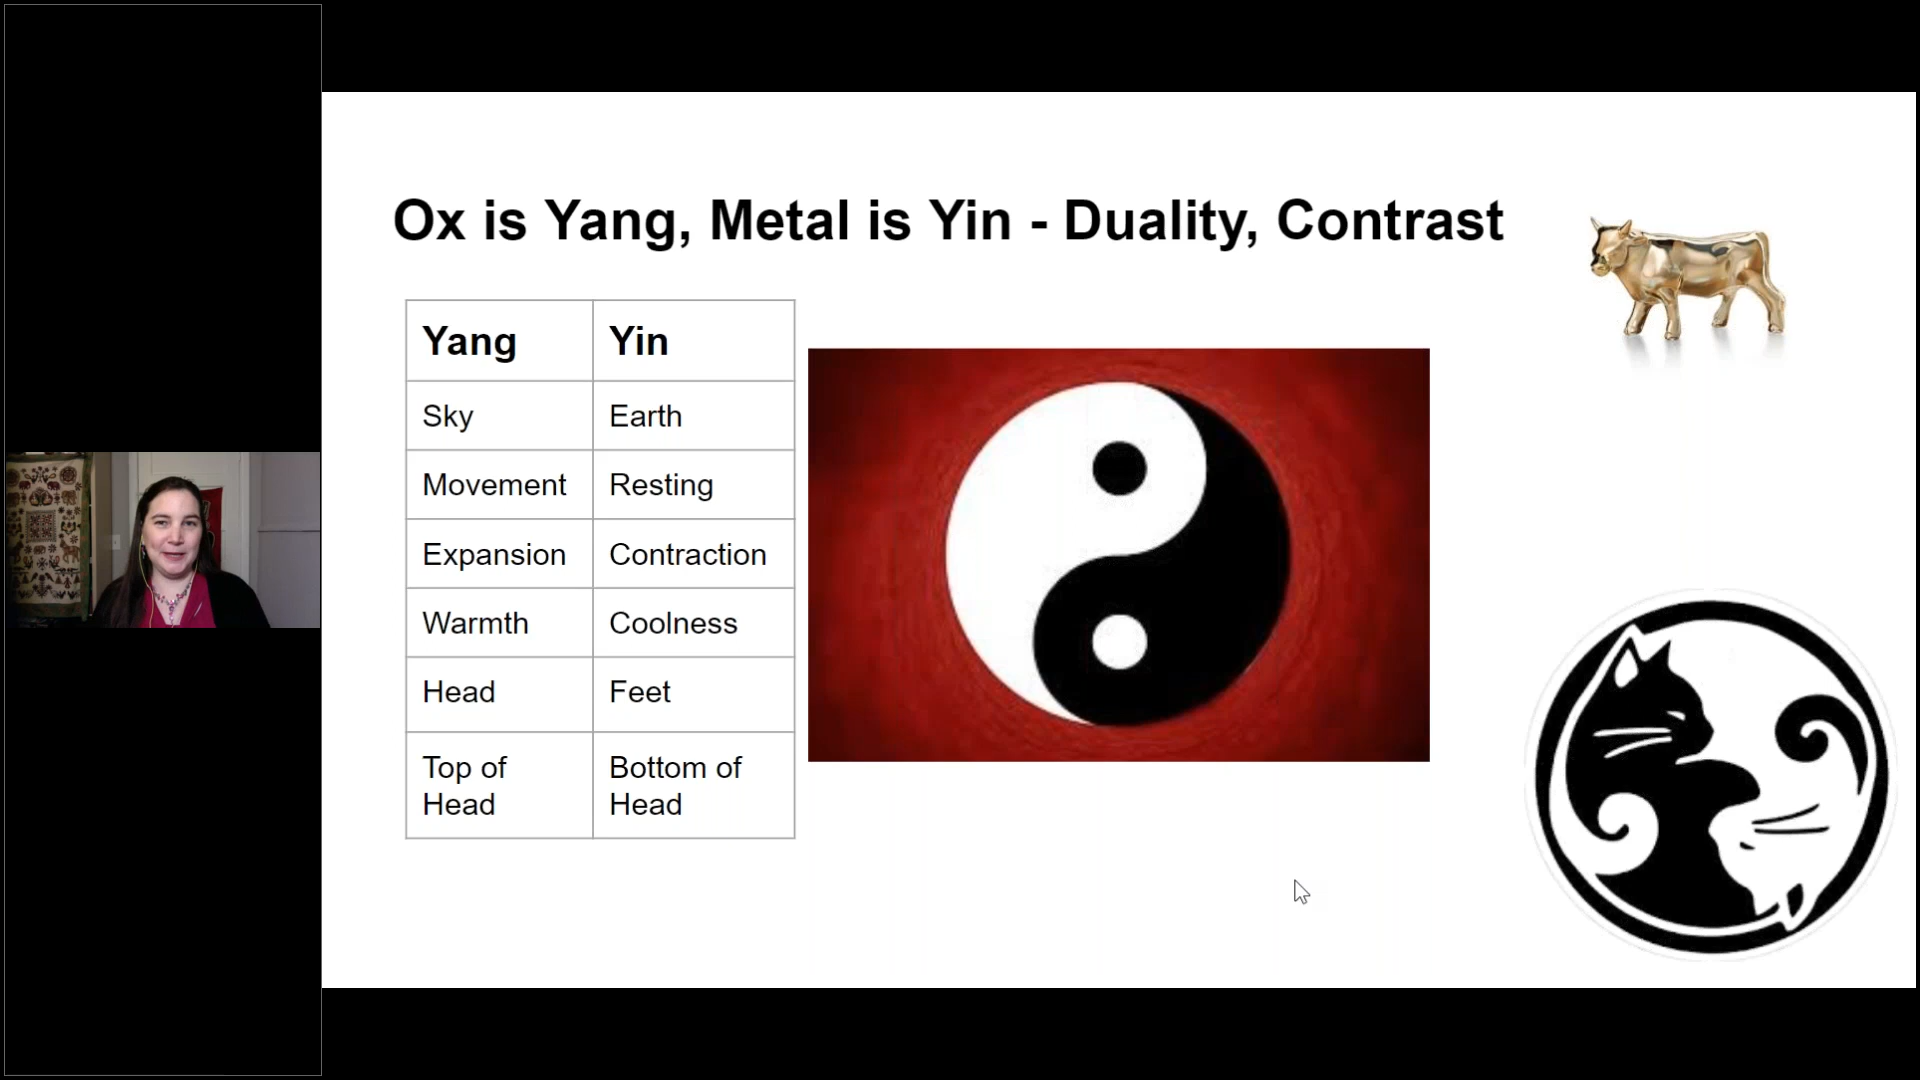 Ox is Yang, Metal is Yin - Duality, Contrast
Yang Yin
Sky Earth
Movement Resting
Expansion Contraction
Warmth Coolness
Head Feet
Top of Head Bottom of Head